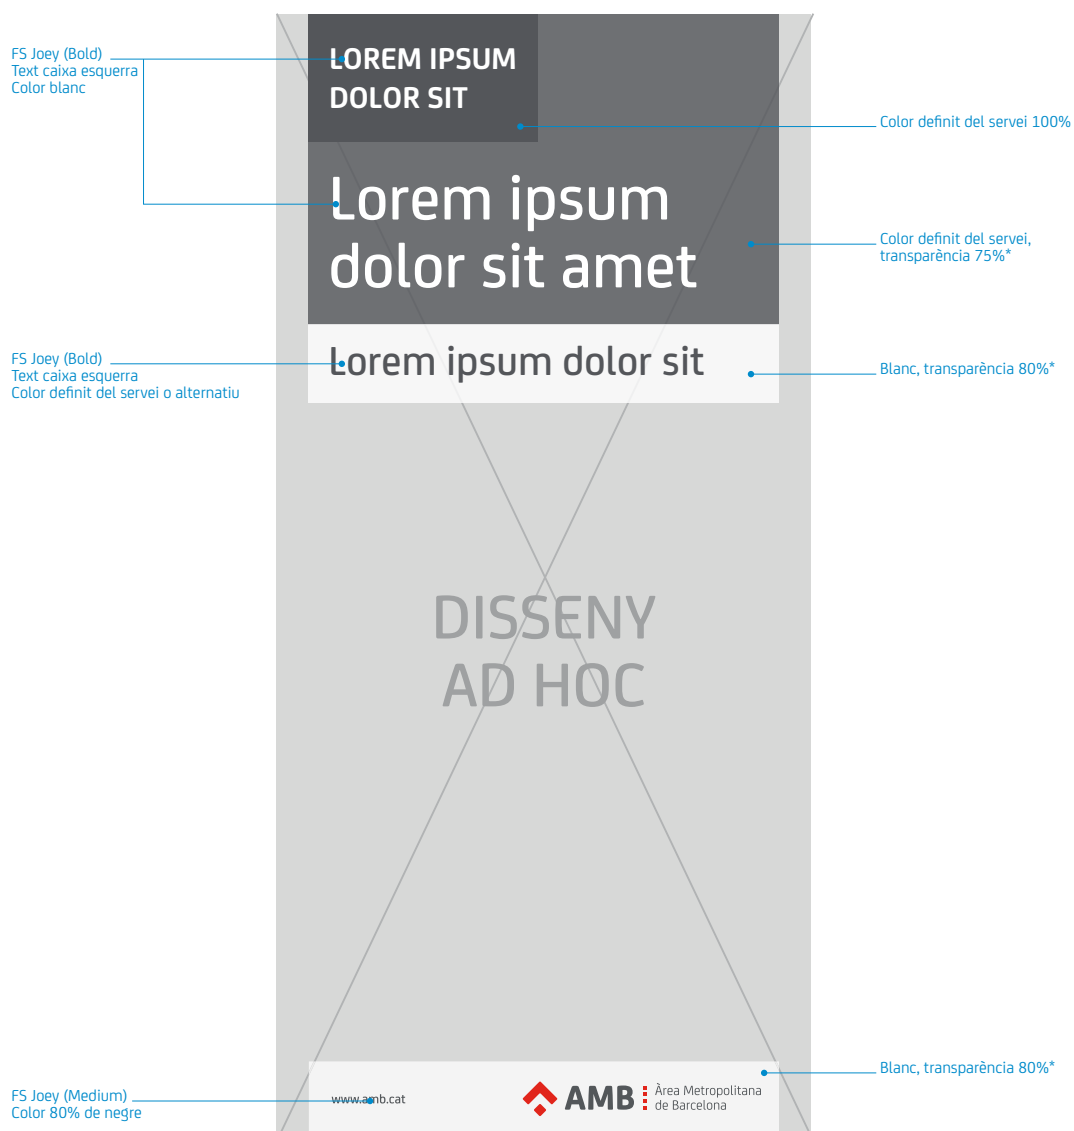 FS Joey (Bold)
Text caixa esquerra
Color blanc
LOREM IPSUM
DOLOR SIT
Color definit del servei 100%
Lorem ipsum
dolor sit amet
Color definit del servei,
transparència 75%*
FS Joey (Bold)
Text caixa esquerra
Color definit del servei o alternatiu
Lorem ipsum dolor sit
Blanc, transparència 80%*
DISSENY
AD HOC
Blanc, transparència 80%*
FS Joey (Medium)
Color 80% de negre
www.amb.cat
AMB
Àrea Metropolitana
de Barcelona